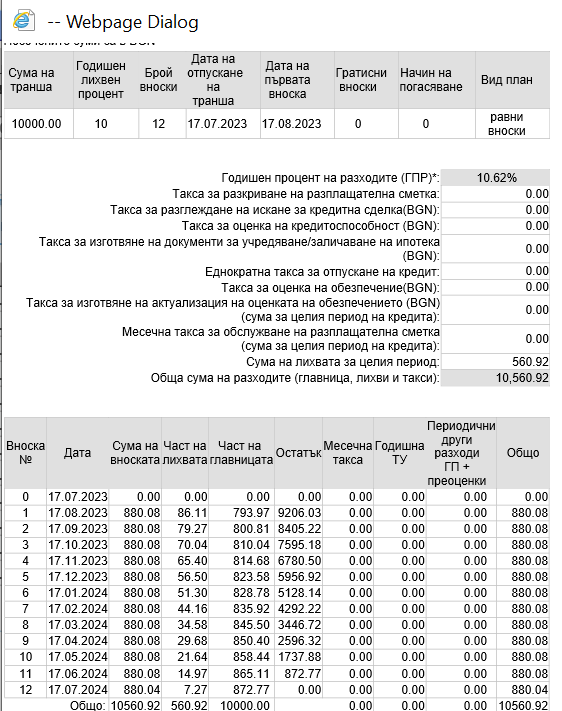 -- Webpage Dialog
Сума на транша Годишен лихвен процент Брой вноски Дата на отпускане на транша Дата на първата вноска Гратисни вноски Начин на погасяване Вид план
10000.00 10 12 17.07.2023 17.08.2023 0 0 равни вноски
Годишен процент на разходите (ГПР)*: 10.62%
Такса за разкриване на разплащателна сметка: 0.00
Такса за разглеждане на искане за кредитна сделка(BGN): 0.00
Такса за оценка на кредитоспособност (BGN): 0.00
Такса за изготвяне на документи за учредяване/заличаване на ипотека
(BGN): 0.00
Еднократна такса за отпускане на кредит: 0.00
Такса за оценка на обезпечение(BGN): 0.00
Такса за изготвяне на актуализация на оценката на обезпечението (BGN)
(сума за целия период на кредита): 0.00
Месечна такса за обслужване на разплащателна сметка
(сума за целия период на кредита): 0.00
Сума на лихвата за целия период: 560.92
Обща сума на разходите (главница, лихви и такси): 10,560.92
Вноска № Дата Сума на вноската Част на лихвата Част на главницата Остатък Месечна такса Годишна ТУ Периодични други разходи ГП + преоценки Общо
0 17.07.2023 0.00 0.00 0.00 0.00 0.00 0.00 0.00 0.00
1 17.08.2023 880.08 86.11 793.97 9206.03 0.00 0.00 0.00 880.08
2 17.09.2023 880.08 79.27 800.81 8405.22 0.00 0.00 0.00 880.08
3 17.10.2023 880.08 70.04 810.04 7595.18 0.00 0.00 0.00 880.08
4 17.11.2023 880.08 65.40 814.68 6780.50 0.00 0.00 0.00 880.08
5 17.12.2023 880.08 56.50 823.58 5956.92 0.00 0.00 0.00 880.08
6 17.01.2024 880.08 51.30 828.78 5128.14 0.00 0.00 0.00 880.08
7 17.02.2024 880.08 44.16 835.92 4292.22 0.00 0.00 0.00 880.08
8 17.03.2024 880.08 34.58 845.50 3446.72 0.00 0.00 0.00 880.08
9 17.04.2024 880.08 29.68 850.40 2596.32 0.00 0.00 0.00 880.08
10 17.05.2024 880.08 21.64 858.44 1737.88 0.00 0.00 0.00 880.08
11 17.06.2024 880.08 14.97 865.11 872.77 0.00 0.00 0.00 880.08
12 17.07.2024 880.04 7.27 872.77 0.00 0.00 0.00 0.00 880.04
Общо: 10560.92 560.92 10000.00 0.00 0.00 0.00 10560.92